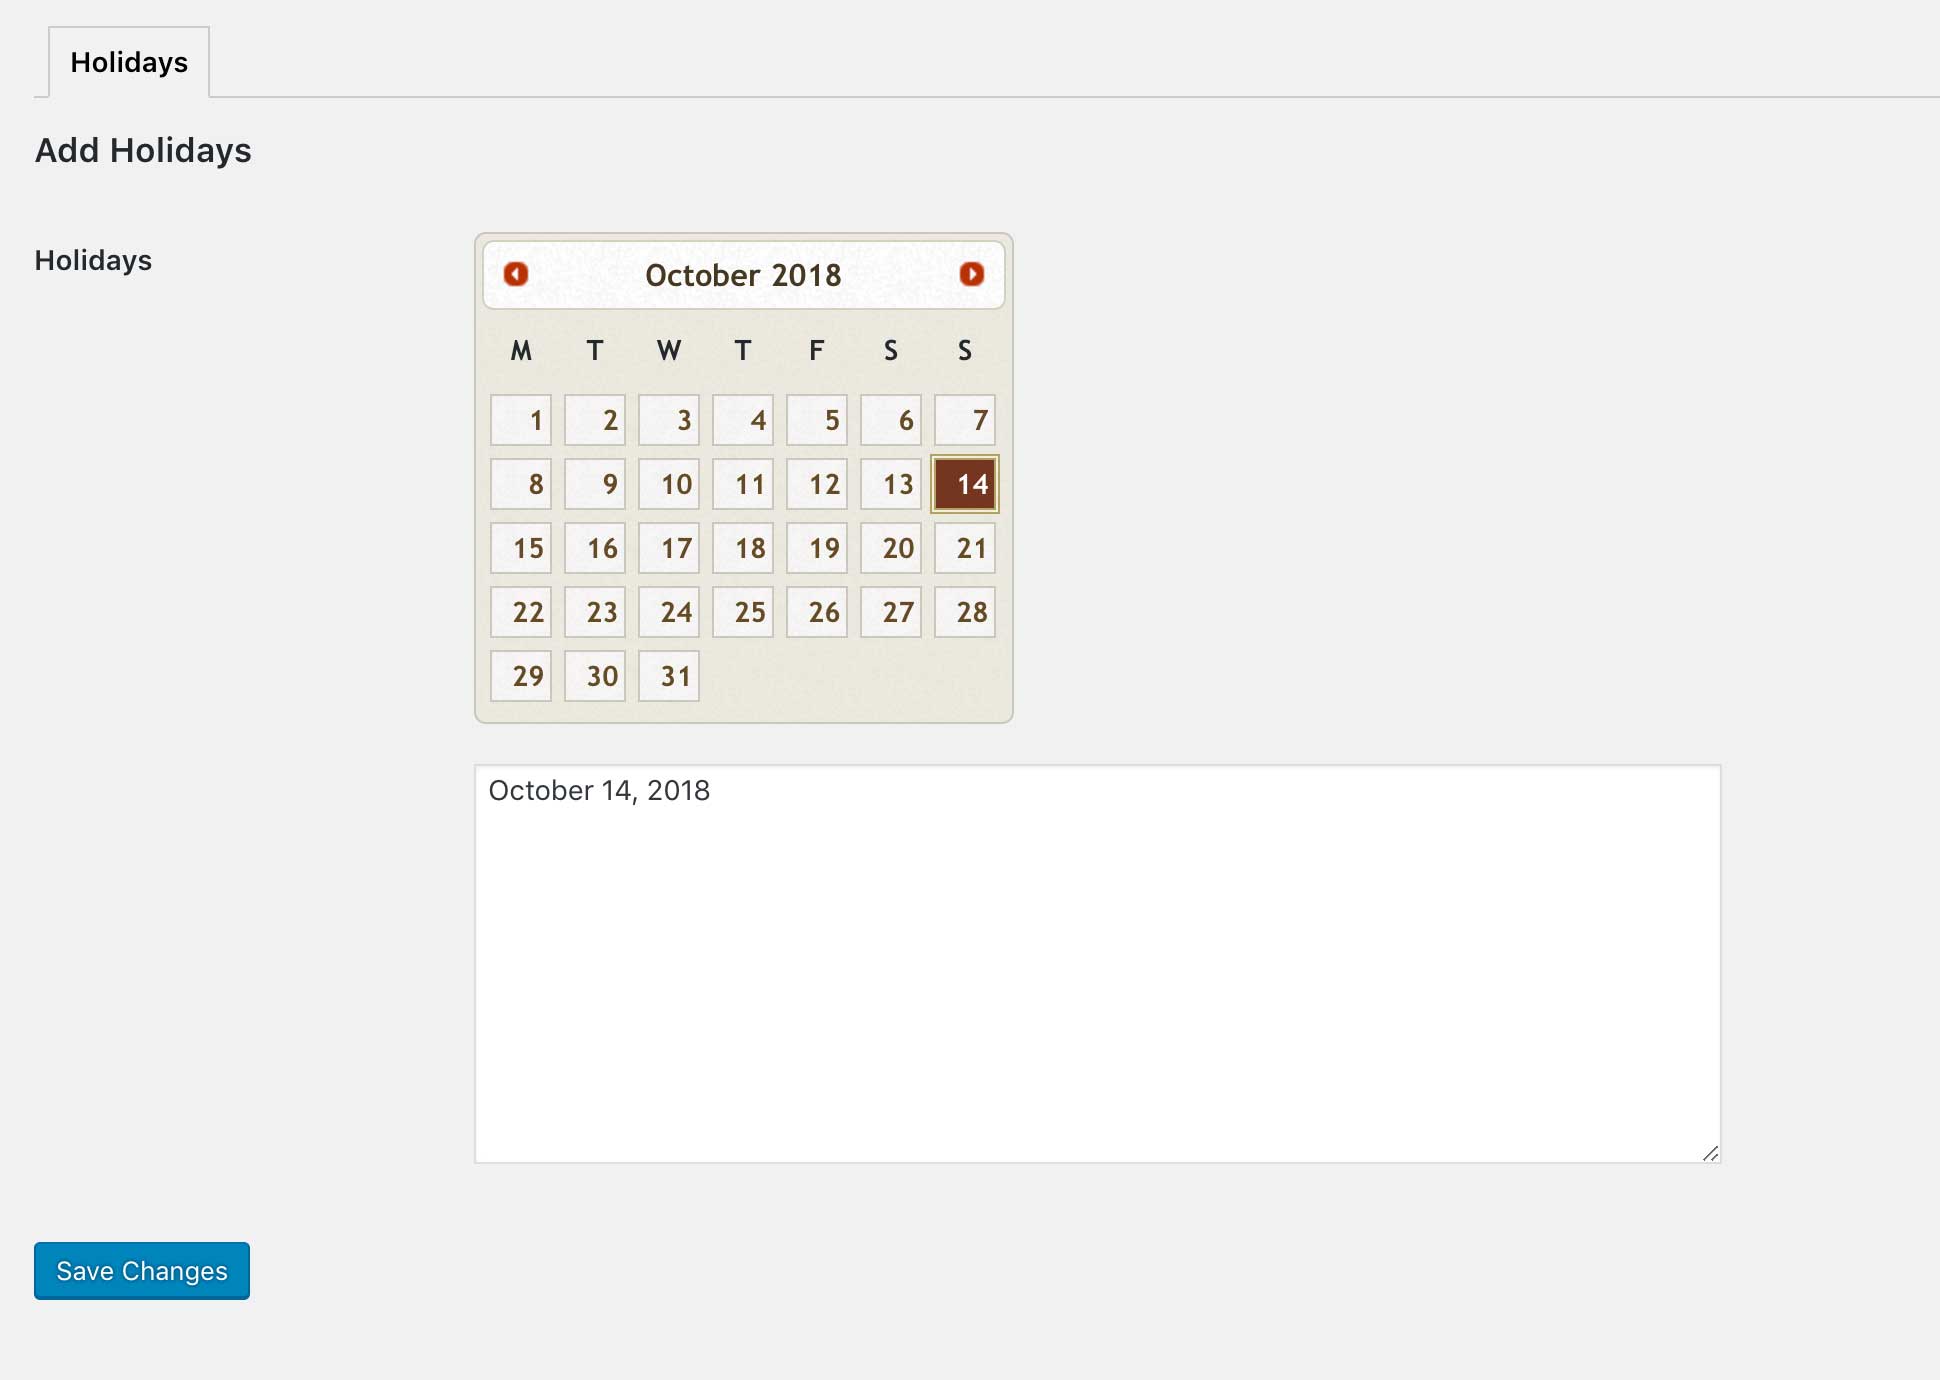 Holidays
Add Holidays
Holidays
October 2018
M T W T F S S
1 2 3 4 5 6 7
8 9 10 11 12 13 14
15 16 17 18 19 20 21
22 23 24 25 26 27 28
29 30 31
October 14, 2018
Save Changes